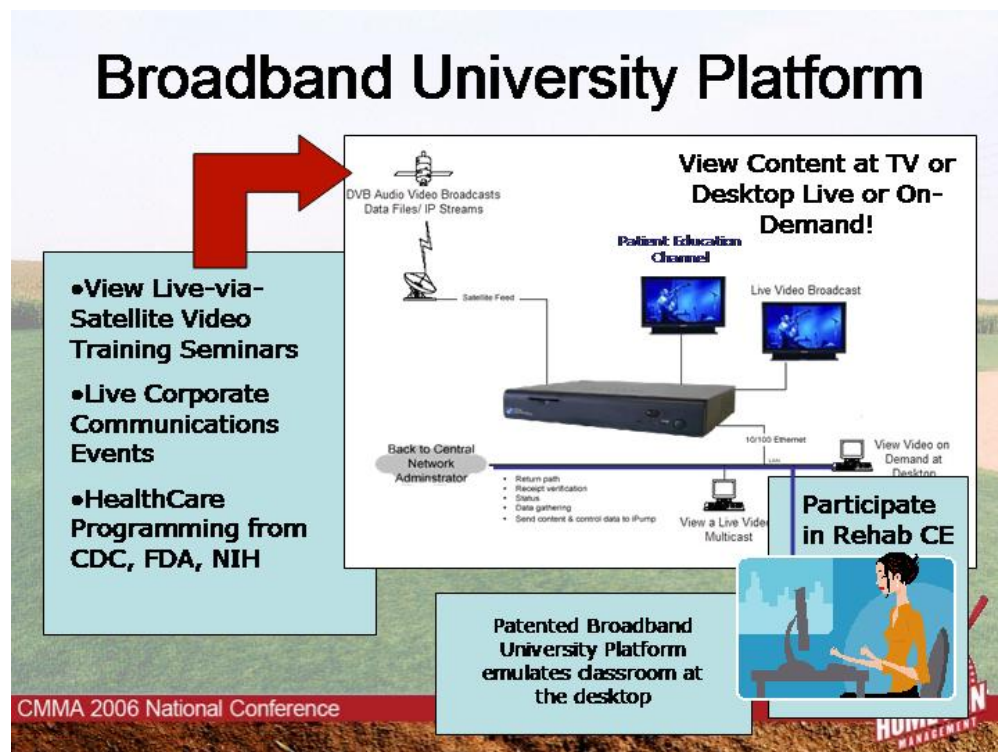 Broadband University Platform
View Content at TV or
Desktop Live or On-
Demand!
DVB Audio Video Broadcasts
Data Files/ IP Streams
Patient Education
Channel
Live Video Broadcast
Satellite Feed
•View Live-via-
Satellite Video
Training Seminars
•Live Corporate
Communications
Events
•HealthCare
Programming from
CDC, FDA, NIH
10/100 Ethernet
LAN
Back to Central
Network
Adminstrator
• Return path
• Receipt verification
• Status
• Data gathering
• Send content & control data to iPump
View Video on
Demand at
Desktop
View a Live Video
Multicast
Participate
in Rehab CE
Patented Broadband
University Platform
emulates classroom at
the desktop
CMMA 2006 National Conference
MANAGEMENT